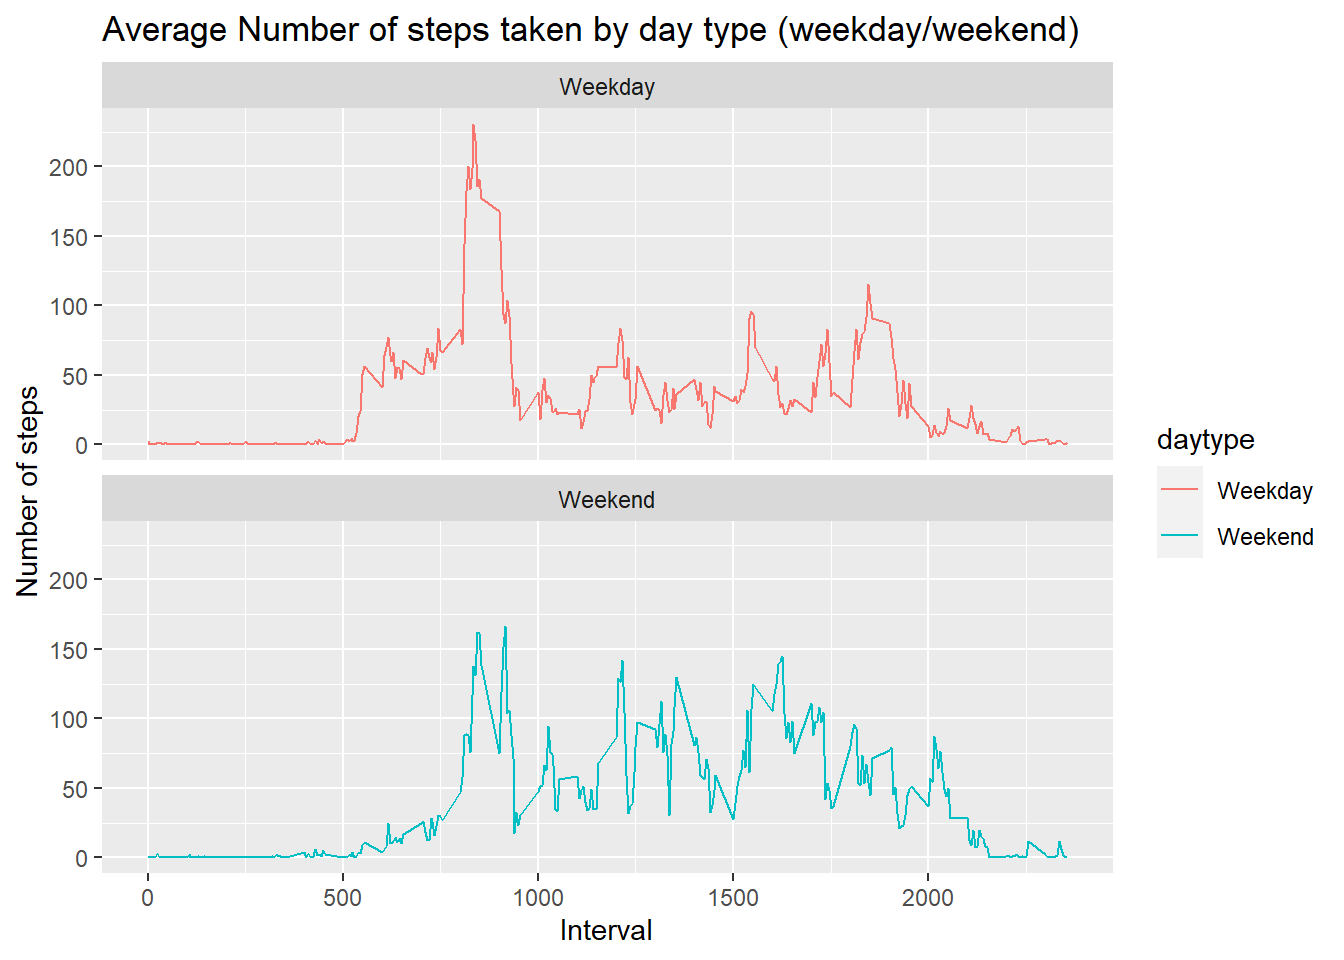 Average Number of steps taken by day type (weekday/weekend)
Weekday
200
150
100
50
0
Weekend
200
150
100
50
0
0 500 1000 1500 2000
Interval
Number of steps
daytype
Weekday
Weekend